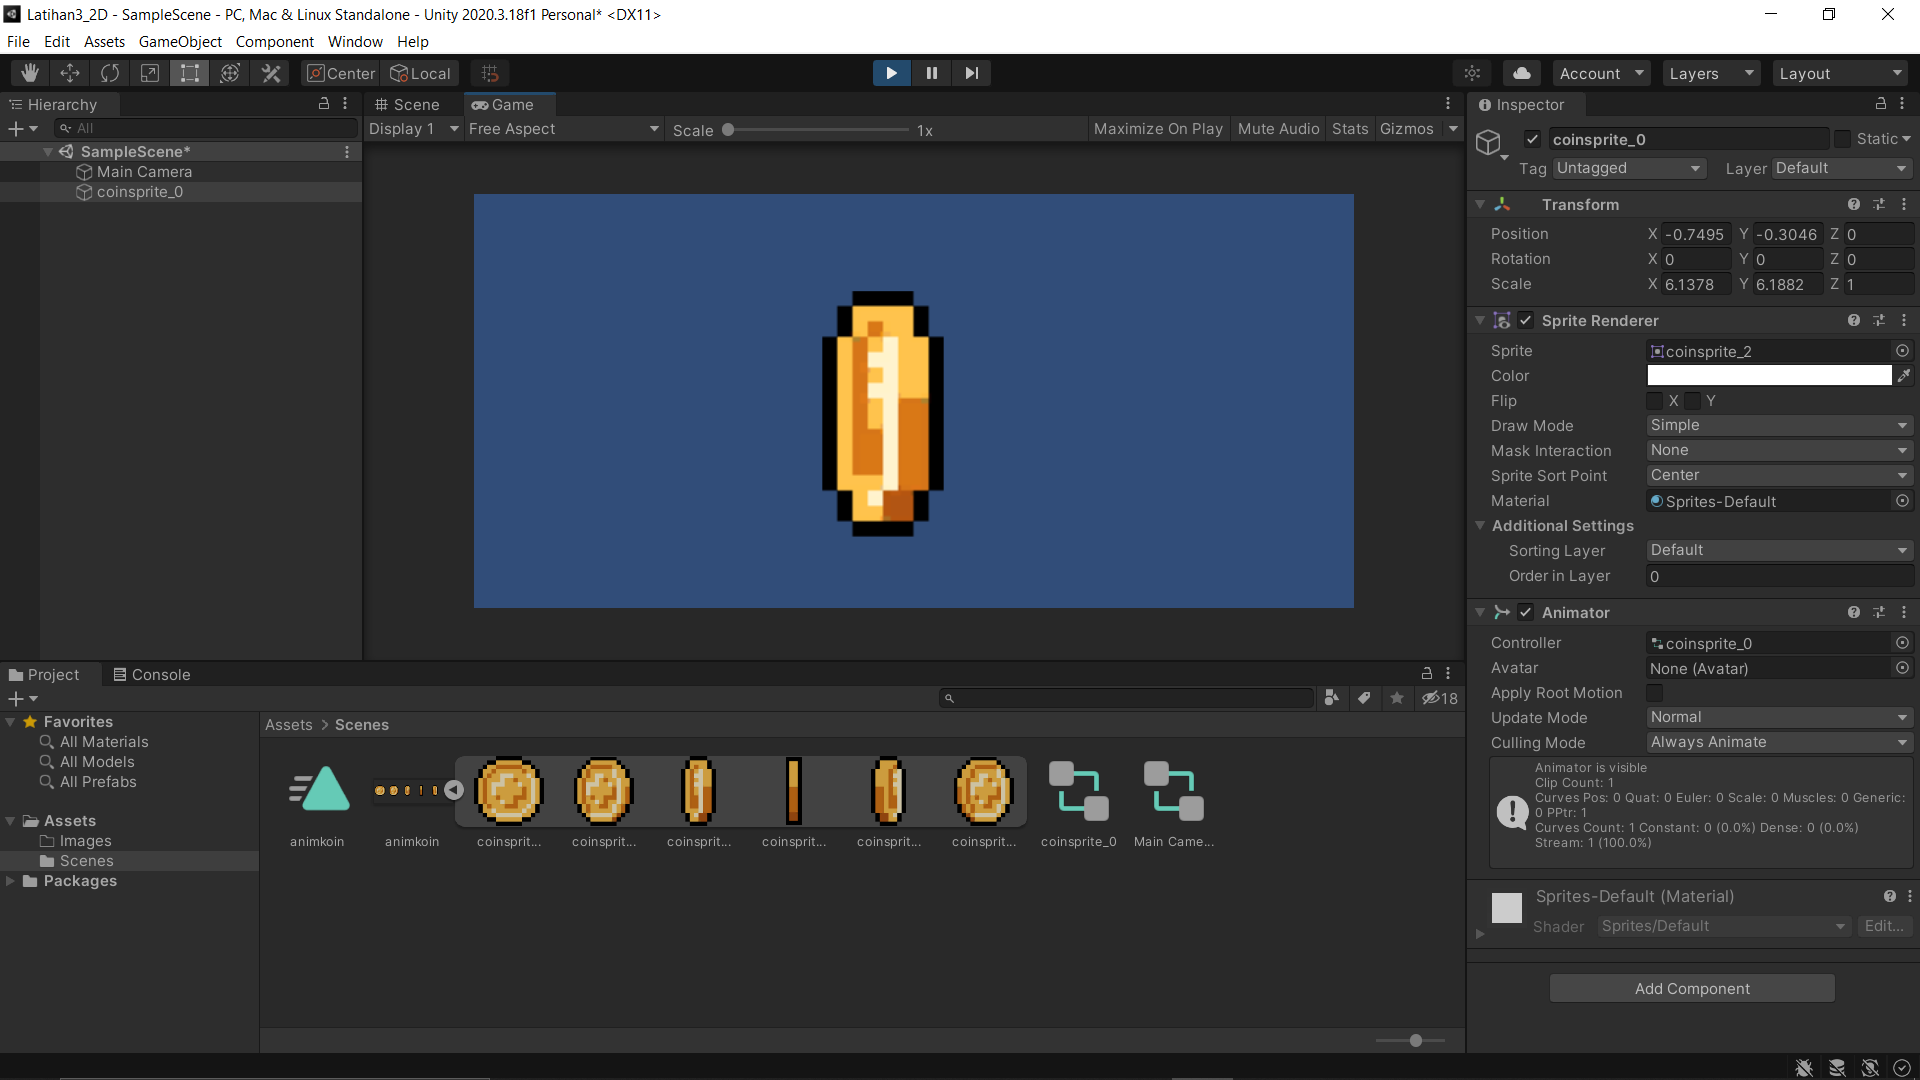 Latihan3_2D - SampleScene - PC, Mac & Linux Standalone - Unity 2020.3.18f1 Personal* <DX11>
File Edit Assets GameObject Component Window Help
Center Local Account Layers Layout
Hierarchy
All
SampleScene*
Main Camera
coinsprite_0
Scene Game
Display 1 Free Aspect Scale 1x Maximize On Play Mute Audio Stats Gizmos
Inspector
coinsprite_0 Static
Tag Untagged Layer Default
Transform
Position X -0.7495 Y -0.3046 Z 0
Rotation X 0 Y 0 Z 0
Scale X 6.1378 Y 6.1882 Z 1
Sprite Renderer
Sprite coinsprite_2
Color
Flip X Y
Draw Mode Simple
Mask Interaction None
Sprite Sort Point Center
Material Sprites-Default
Additional Settings
Sorting Layer Default
Order in Layer 0
Animator
Controller coinsprite_0
Avatar None (Avatar)
Apply Root Motion
Update Mode Normal
Culling Mode Always Animate
Animator is visible
Clip Count: 1
Curves Pos: 0 Quat: 0 Euler: 0 Scale: 0 Muscles: 0 Generic:
0 PPtr: 1
Curves Count: 1 Constant: 0 (0.0%) Dense: 0 (0.0%)
Stream: 1 (100.0%)
Sprites-Default (Material)
Shader Sprites/Default Edit...
Add Component
Project Console
18
Favorites
All Materials
All Models
All Prefabs
Assets
Images
Scenes
Packages
Assets > Scenes
animkoin animkoin coinsprit... coinsprit... coinsprit... coinsprit... coinsprit... coinsprit... coinsprite_0 Main Came...